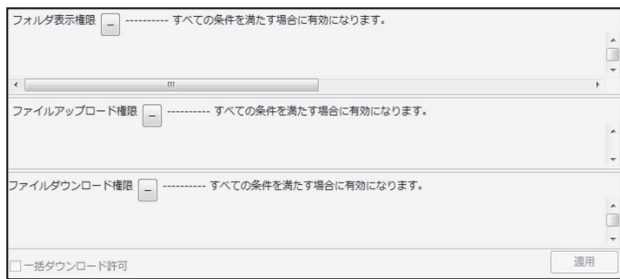 フォルダ表示権限 − ---------- すべての条件を満たす場合に有効になります。
ファイルアップロード権限 − ---------- すべての条件を満たす場合に有効になります。
ファイルダウンロード権限 − ---------- すべての条件を満たす場合に有効になります。
一括ダウンロード許可 適用